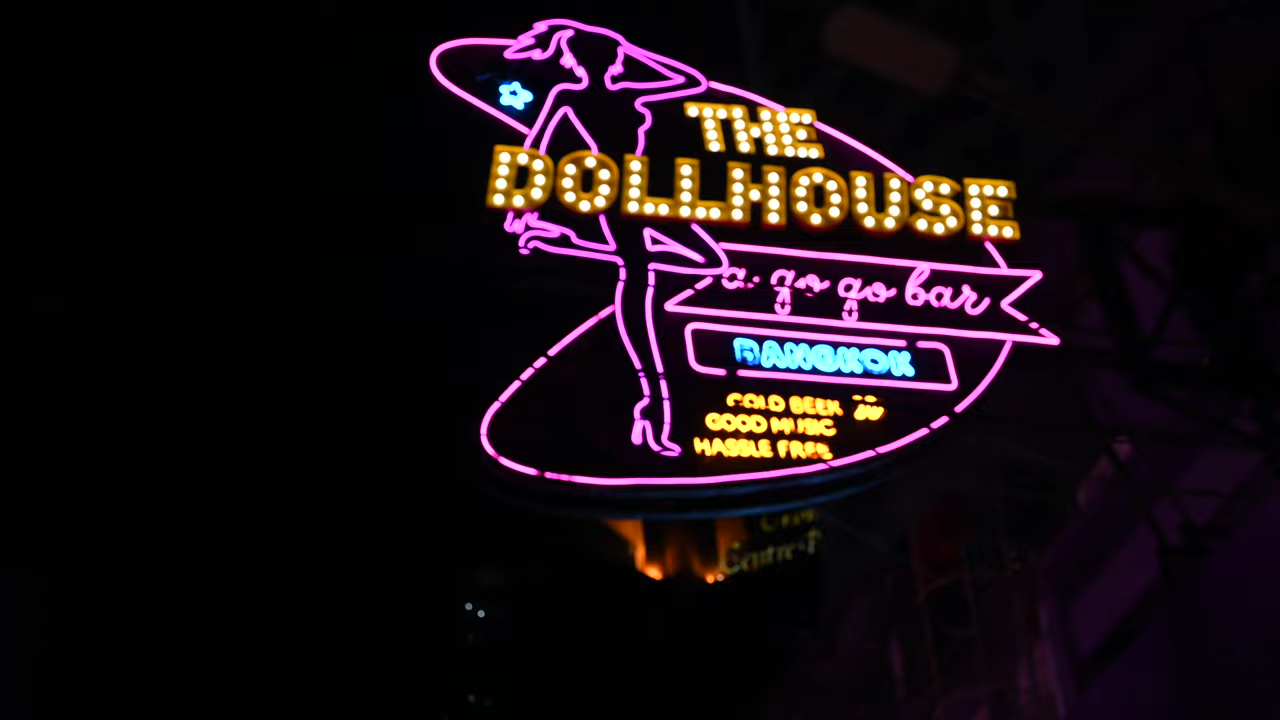 THE
DOLLHOUSE
a go go bar
BANGKOK
COLD BEER
GOOD MUSIC
HASSLE FREE